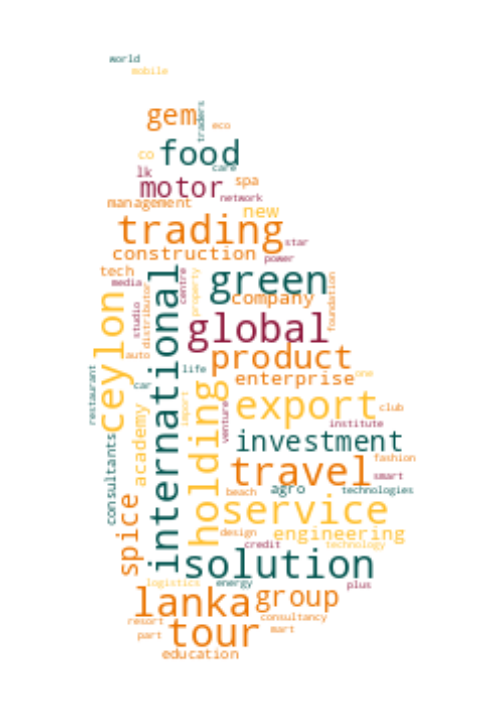 world
mobile
gem
traders
eco
co
food
care
lk
motor
spa
network
management
new
trading
star
construction
power
tech
media
international
centre
property
green
company
foundation
distributor
studio
Ceylon
global
auto
product
life
enterprise
one
restaurant
car
import
holding
venture
export
club
academy
institute
consultants
investment
fashion
travel
smart
beach
agro
technologies
spice
service
design
engineering
credit
technology
solution
logistics
energy
plus
lanka
group
resort
consultancy
part
tour
mart
education